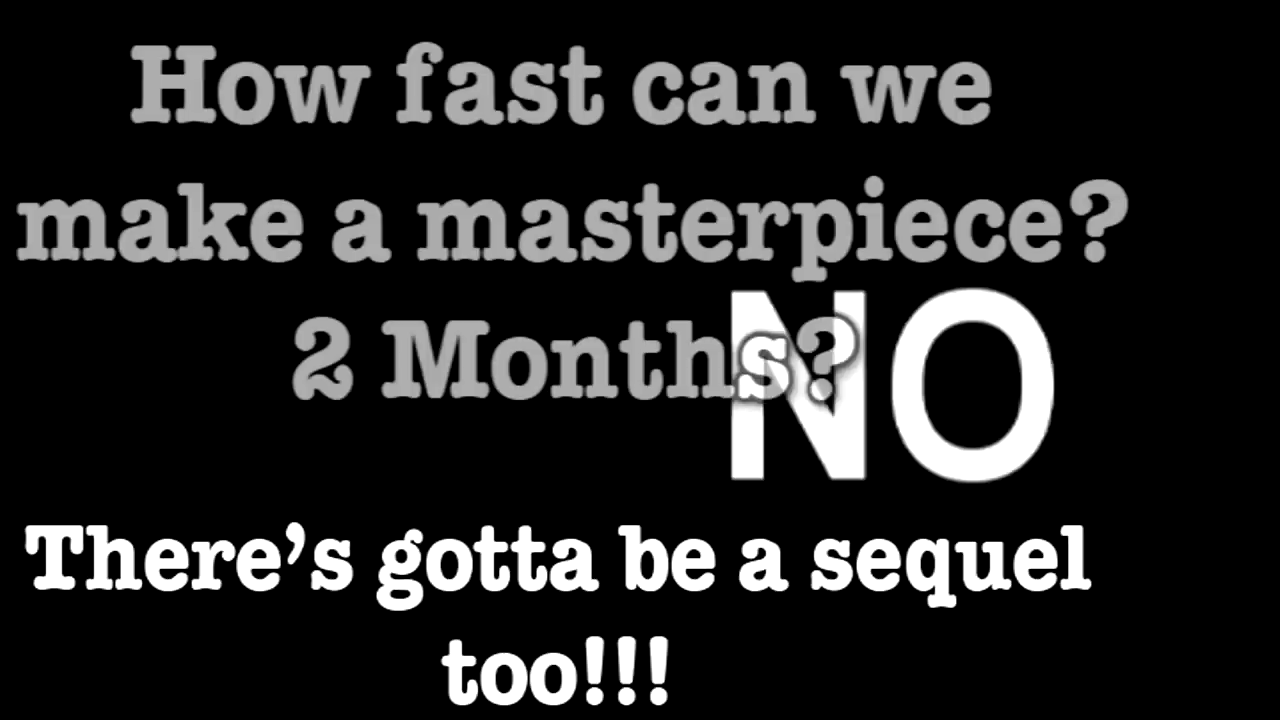 How fast can we
make a masterpiece?
2 Months?
NO
There's gotta be a sequel
too!!!